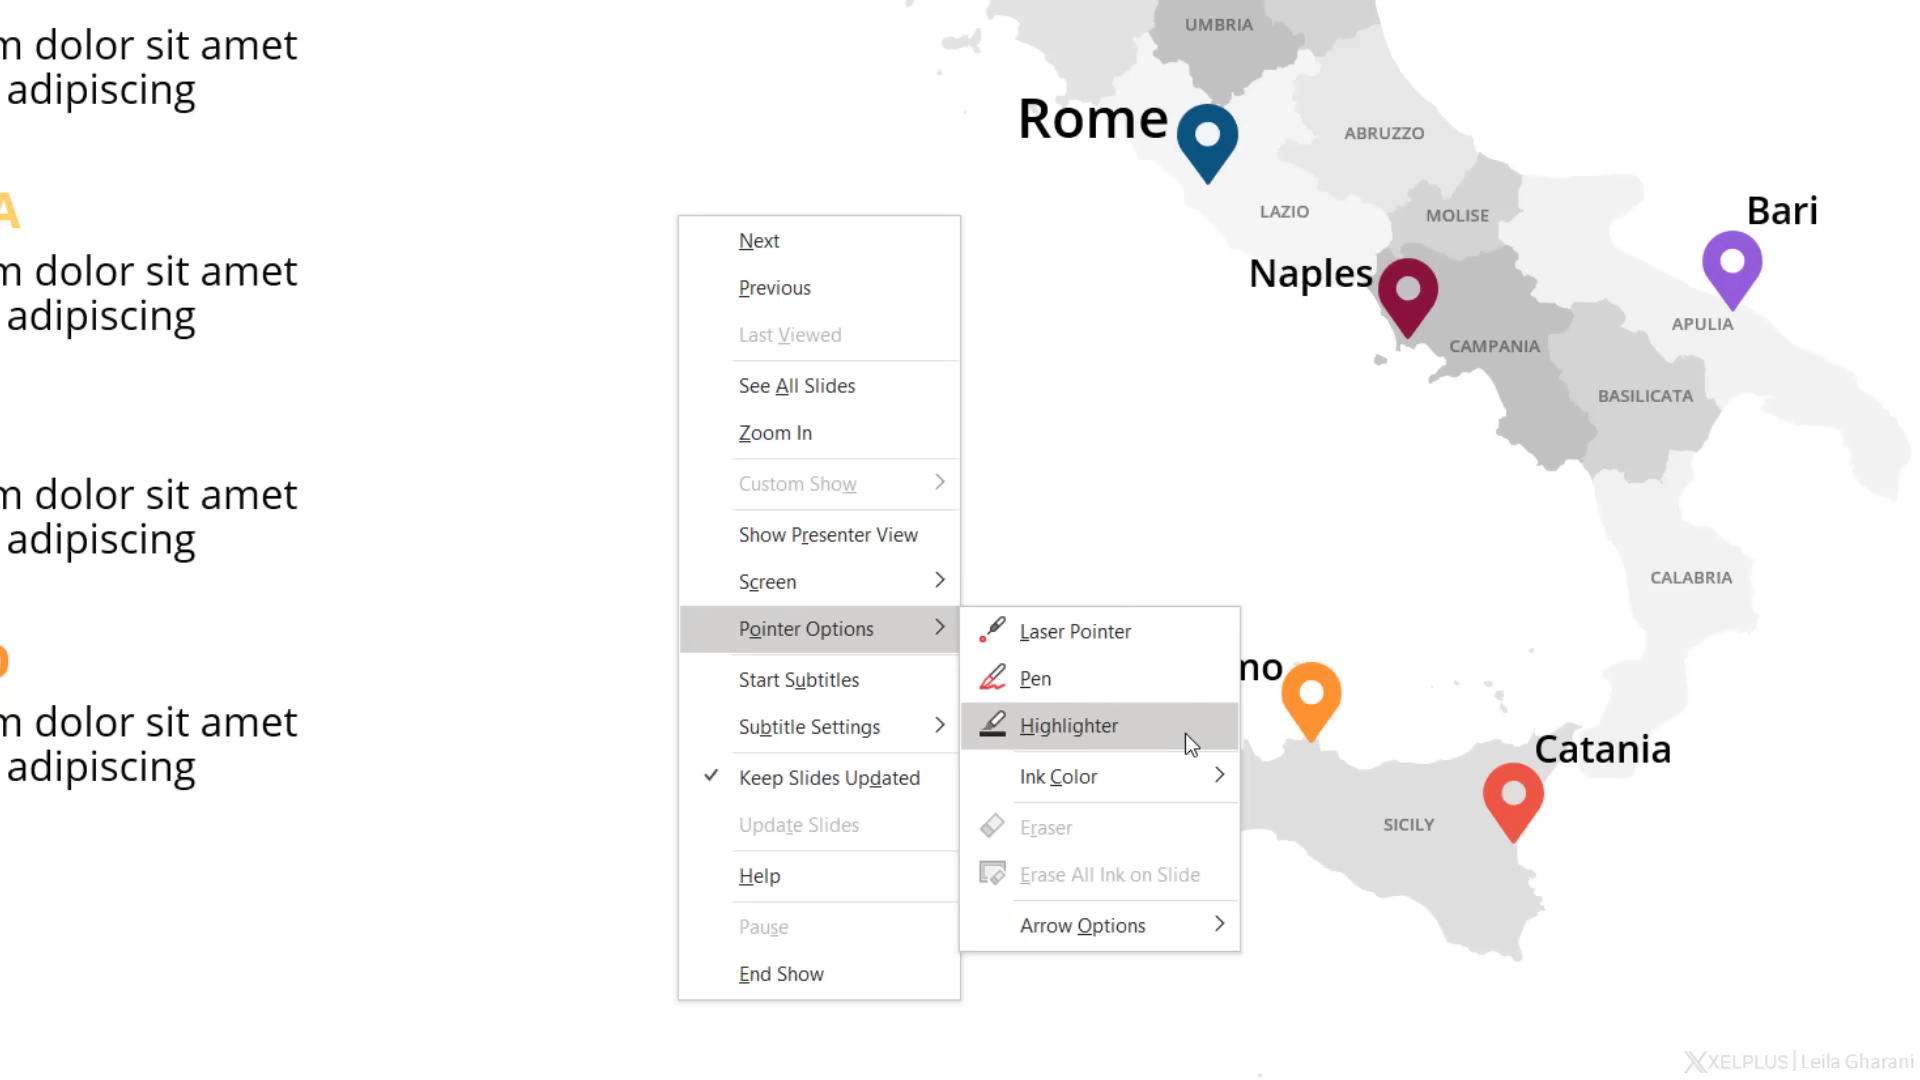 m dolor sit amet
adipiscing
A
m dolor sit amet
adipiscing
m dolor sit amet
adipiscing
m dolor sit amet
adipiscing
Next
Previous
Last Viewed
See All Slides
Zoom In
Custom Show
Show Presenter View
Screen
Pointer Options
Start Subtitles
Subtitle Settings
Keep Slides Updated
Update Slides
Help
Pause
End Show
Laser Pointer
Pen
Highlighter
Ink Color
Eraser
Erase All Ink on Slide
Arrow Options
UMBRIA
Rome
ABRUZZO
LAZIO
MOLISE
Bari
Naples
APULIA
CAMPANIA
BASILICATA
CALABRIA
mo
Catania
SICILY
XELPLUS | Leila Gharani